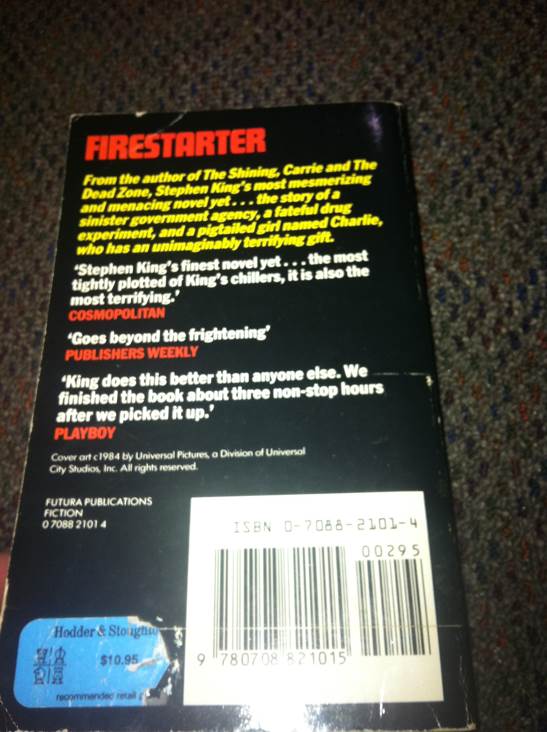 FIRESTARTER
From the author of The Shining, Carrie and The
Dead Zone, Stephen King's most mesmerizing
and menacing novel yet . . . the story of a
sinister government agency, a fateful drug
experiment, and a pigtailed girl named Charlie,
who has an unimaginably terrifying gift.
'Stephen King's finest novel yet . . . the most
tightly plotted of King's chillers, it is also the
most terrifying.'
COSMOPOLITAN
'Goes beyond the frightening'
PUBLISHERS WEEKLY
'King does this better than anyone else. We
finished the book about three non-stop hours
after we picked it up.'
PLAYBOY
Cover art c1984 by Universal Pictures, a Division of Universal
City Studios, Inc. All rights reserved.
FUTURA PUBLICATIONS
FICTION
0 7088 2101 4
ISBN 0-7088-2101-4
00295
9 780708 821015
Hodder &
$10.95
recommended retail